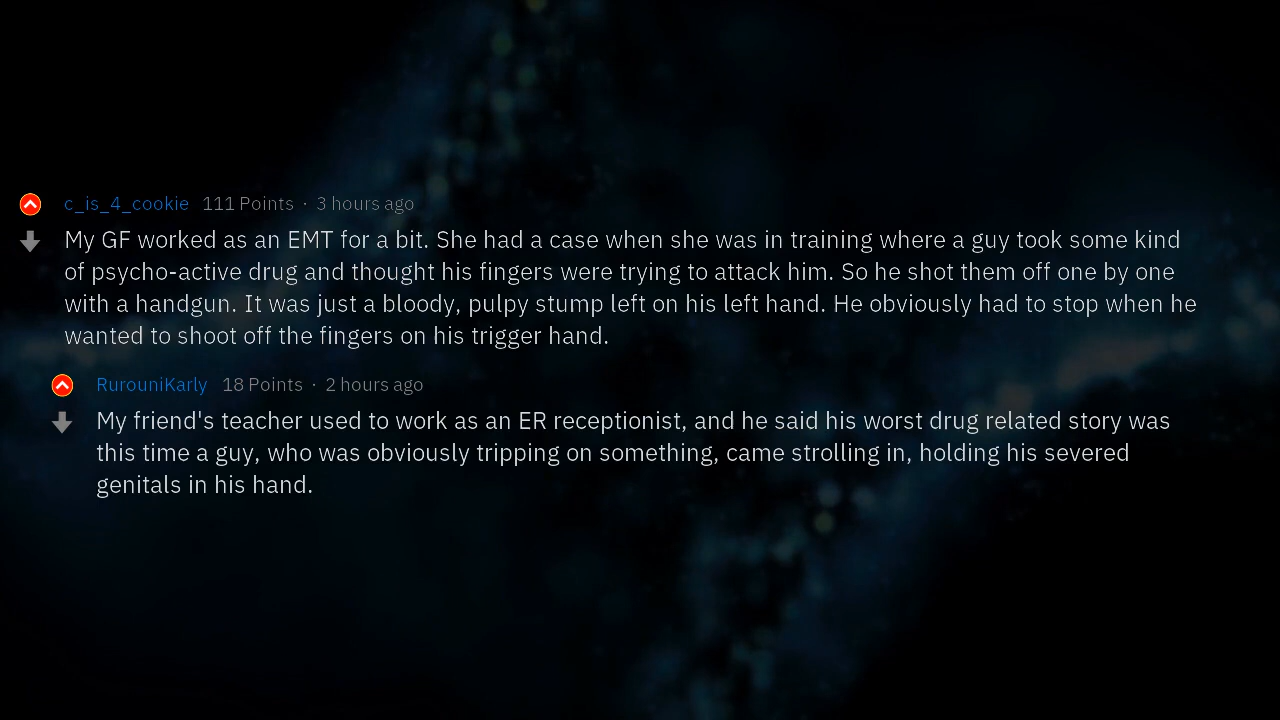 c_is_4_cookie 111 Points · 3 hours ago
My GF worked as an EMT for a bit. She had a case when she was in training where a guy took some kind
of psycho-active drug and thought his fingers were trying to attack him. So he shot them off one by one
with a handgun. It was just a bloody, pulpy stump left on his left hand. He obviously had to stop when he
wanted to shoot off the fingers on his trigger hand.
RurouniKarly 18 Points · 2 hours ago
My friend's teacher used to work as an ER receptionist, and he said his worst drug related story was
this time a guy, who was obviously tripping on something, came strolling in, holding his severed
genitals in his hand.